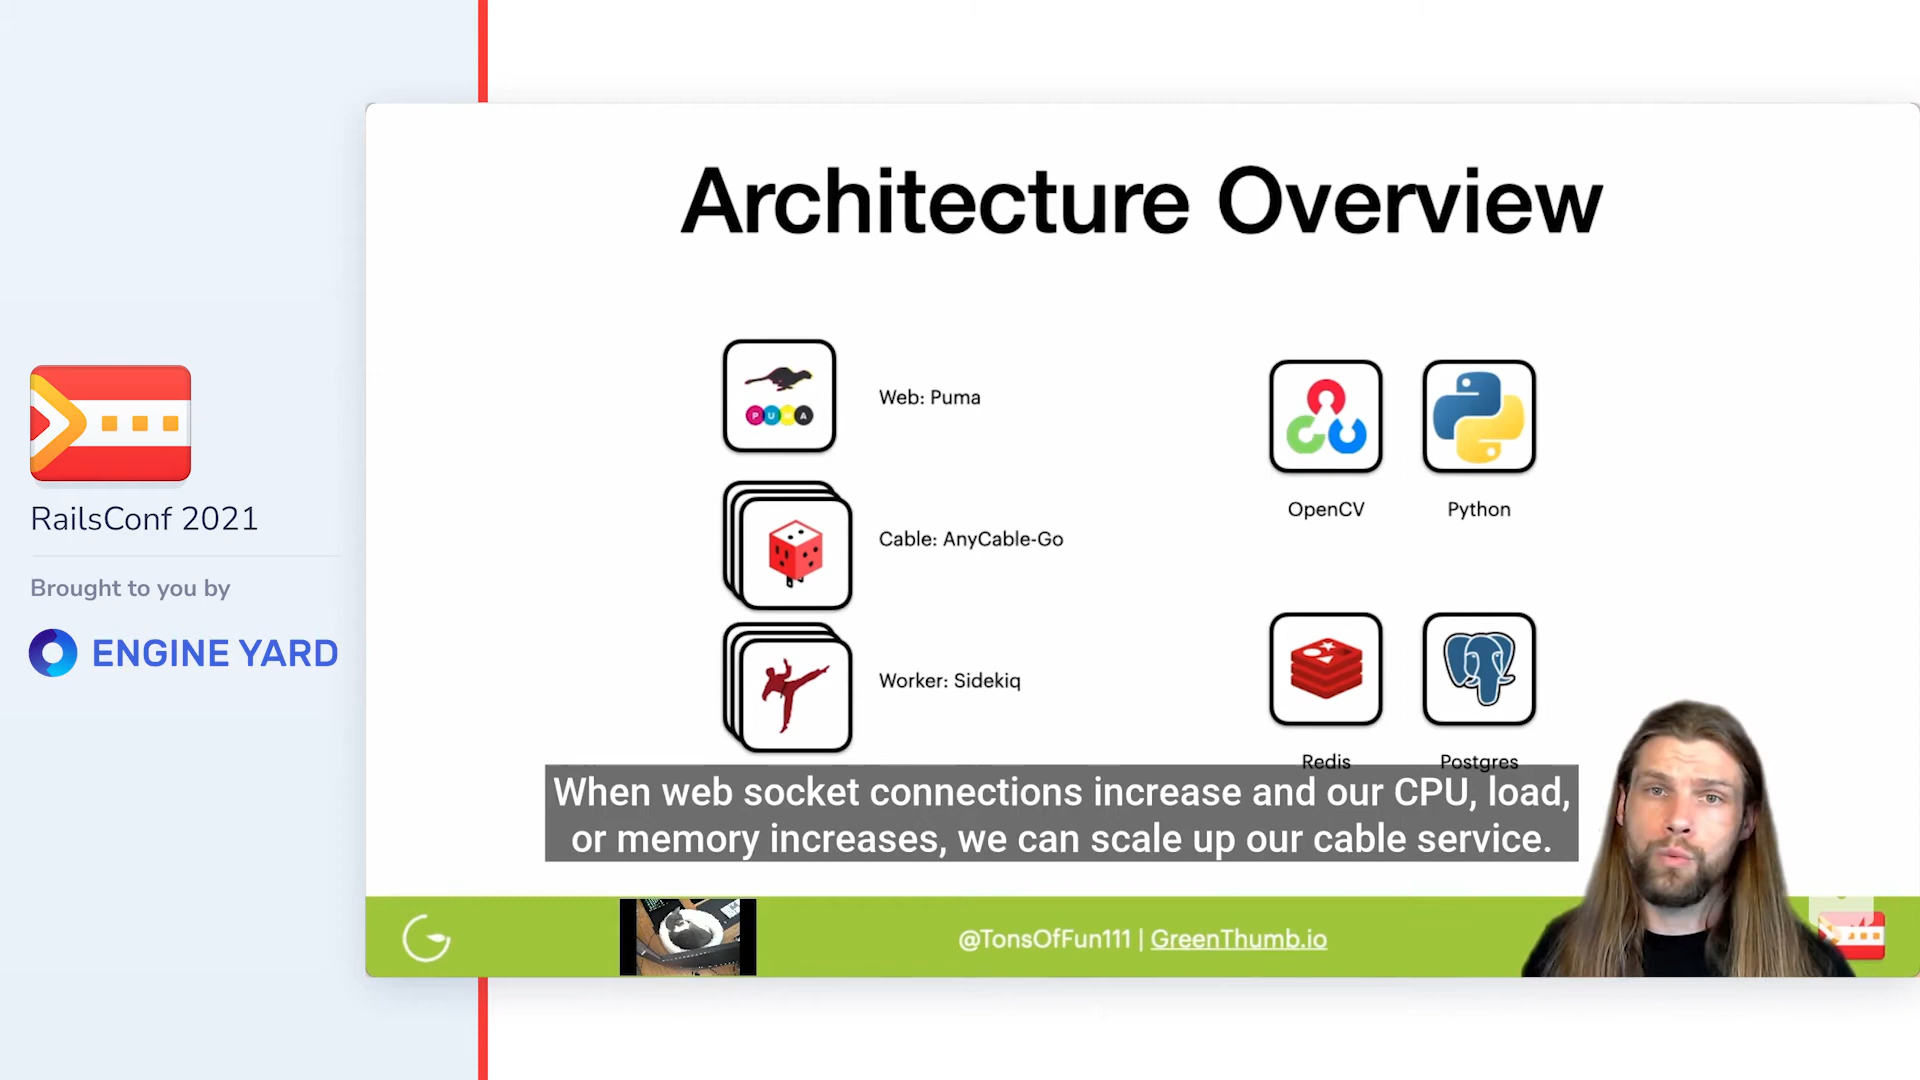 Architecture Overview
PUMA
Web: Puma
Cable: AnyCable-Go
Worker: Sidekiq
OpenCV
Python
Redis
Postgres
When web socket connections increase and our CPU, load,
or memory increases, we can scale up our cable service.
@TonsOfFun111 | GreenThumb.io
RailsConf 2021
Brought to you by
ENGINE YARD